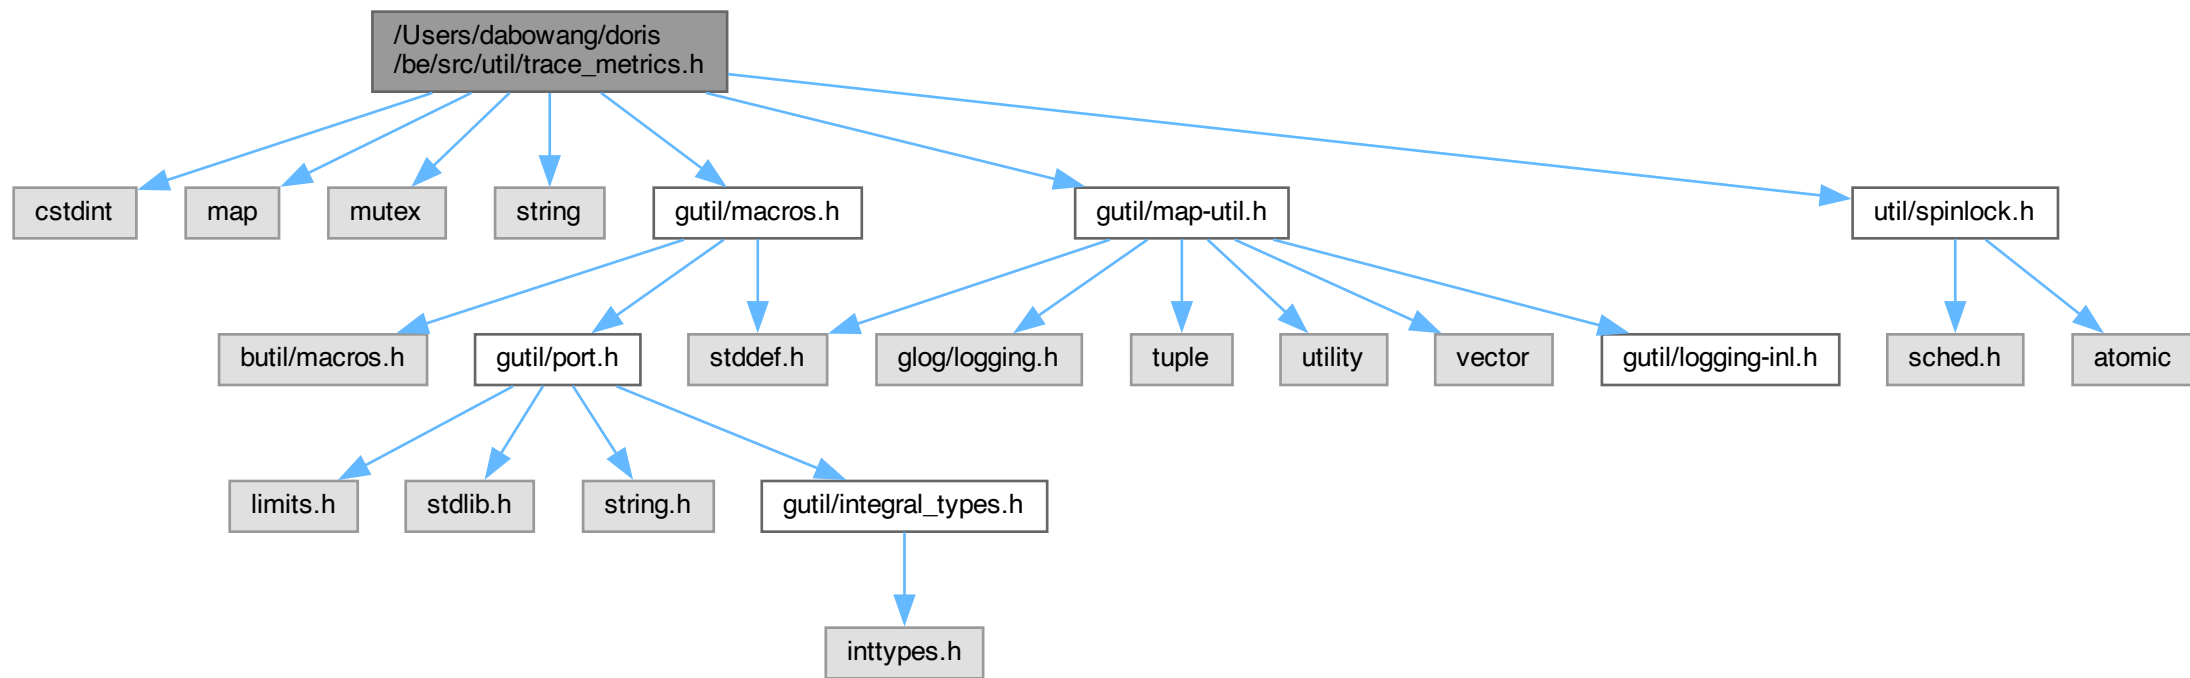 /Users/dabowang/doris
/be/src/util/trace_metrics.h
cstdint
map
mutex
string
gutil/macros.h
gutil/map-util.h
util/spinlock.h
butil/macros.h
gutil/port.h
stddef.h
glog/logging.h
tuple
utility
vector
gutil/logging-inl.h
sched.h
atomic
limits.h
stdlib.h
string.h
gutil/integral_types.h
inttypes.h